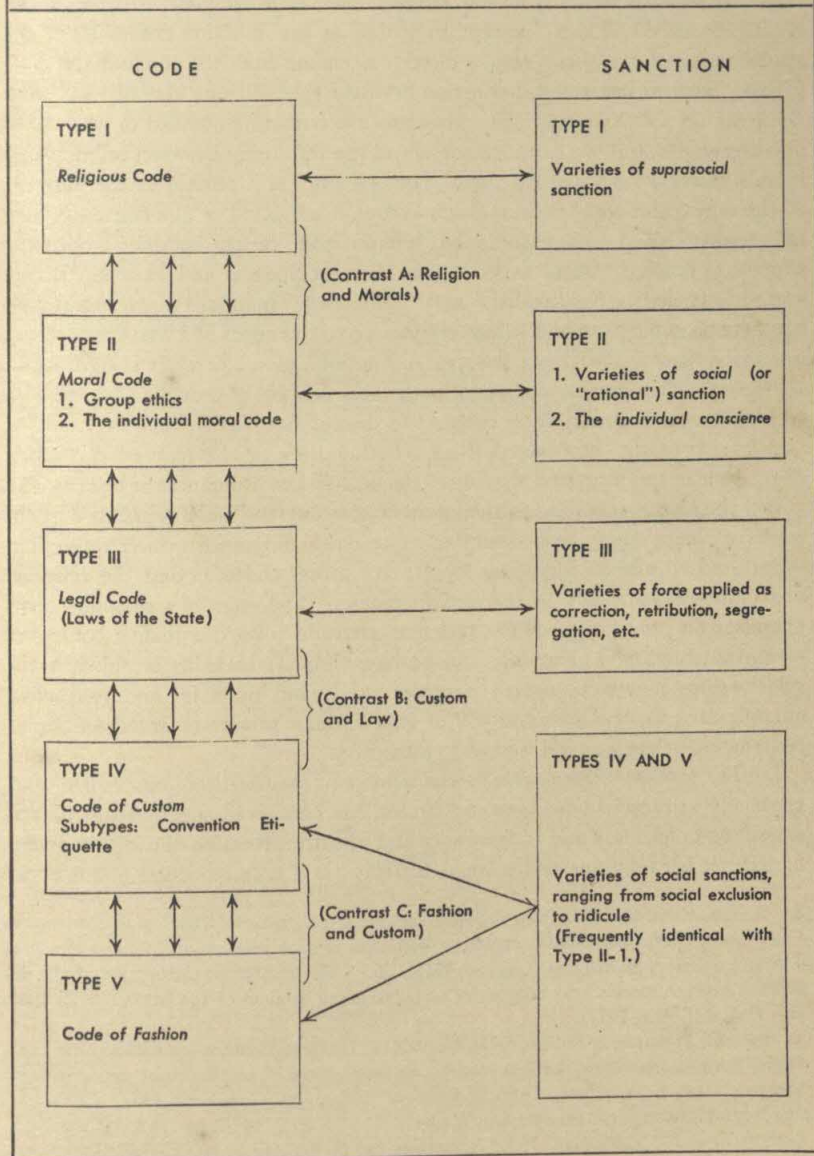 CODE
SANCTION
TYPE I
Religious Code
TYPE I
Varieties of suprasocial
sanction
(Contrast A: Religion
and Morals)
TYPE II
Moral Code
1. Group ethics
2. The individual moral code
TYPE II
1. Varieties of social (or
"rational") sanction
2. The individual conscience
TYPE III
Legal Code
(Laws of the State)
TYPE III
Varieties of force applied as
correction, retribution, segre-
gation, etc.
(Contrast B: Custom
and Law)
TYPE IV
Code of Custom
Subtypes: Convention Eti-
quette
TYPES IV AND V
Varieties of social sanctions,
ranging from social exclusion
to ridicule
(Frequently identical with
Type II-1.)
(Contrast C: Fashion
and Custom)
TYPE V
Code of Fashion